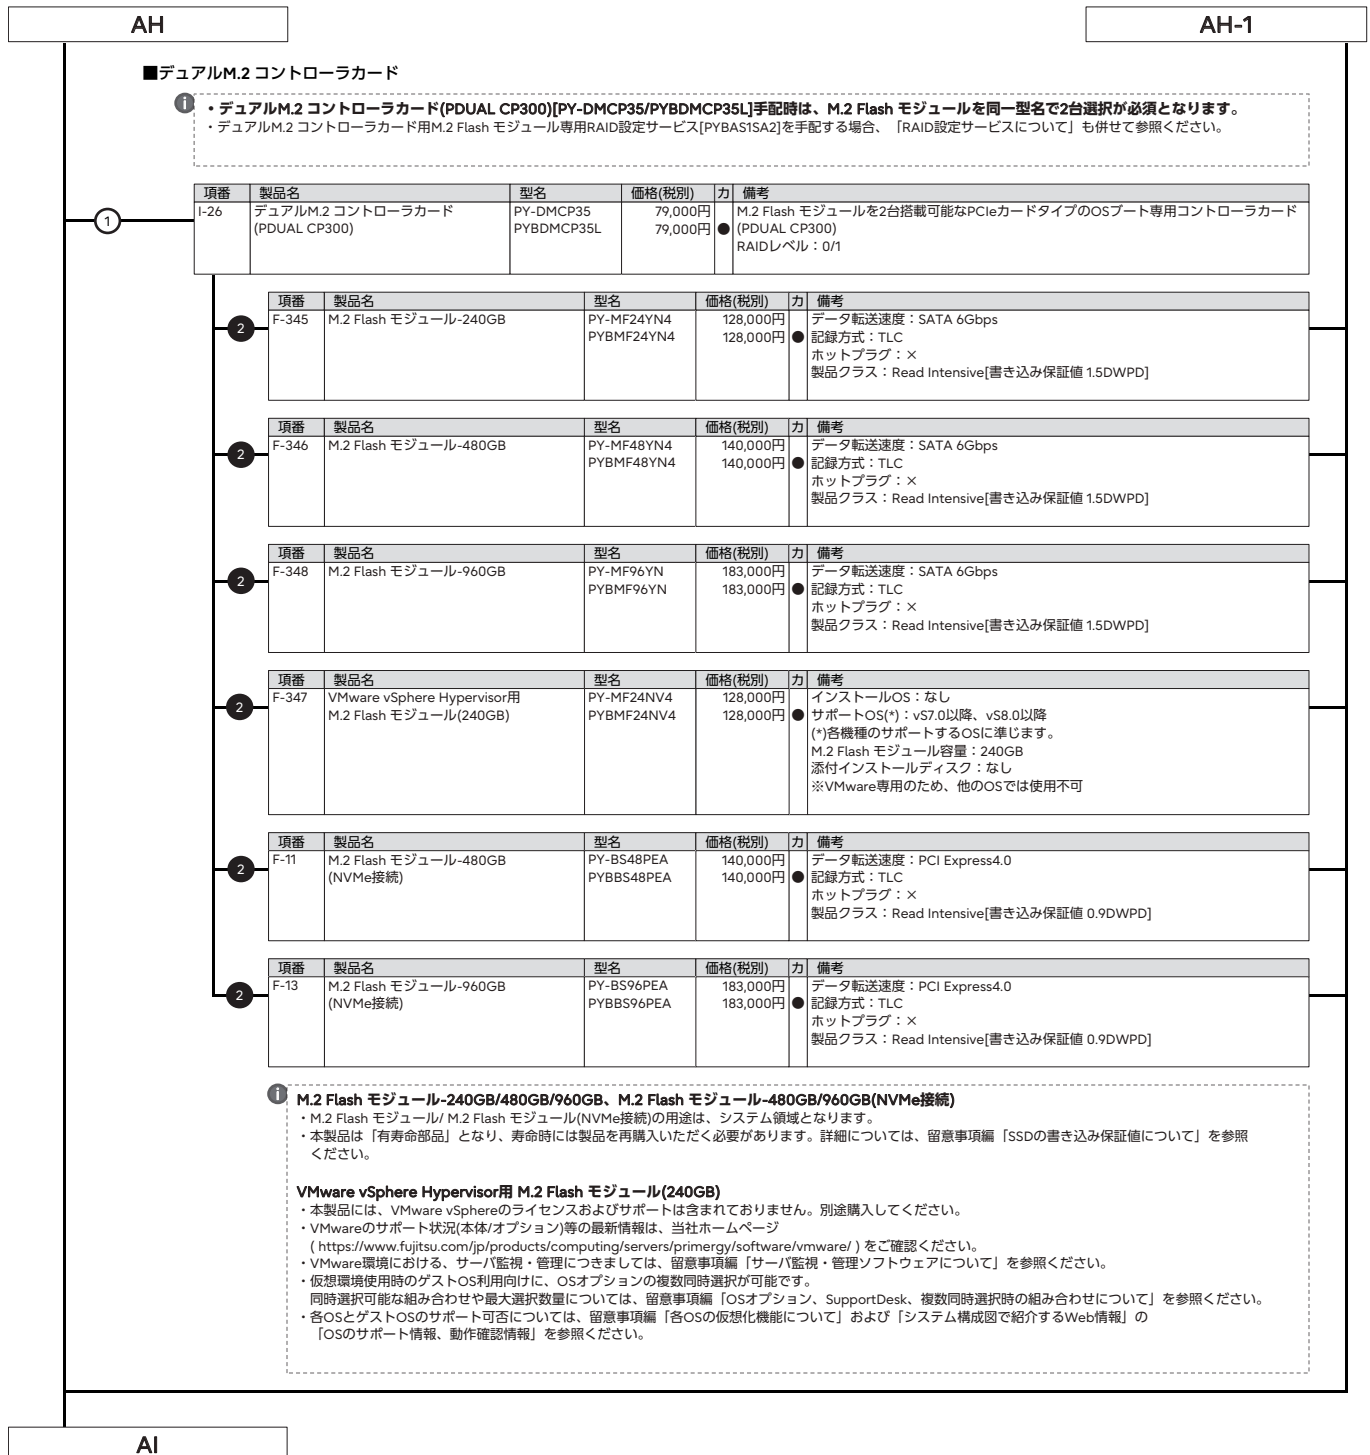 AH
AH-1
■デュアルM.2 コントローラカード
i
・デュアルM.2 コントローラカード(PDUAL CP300)[PY-DMCP35/PYBDMCP35L]手配時は、M.2 Flash モジュールを同一型名で2台選択が必須となります。
・デュアルM.2 コントローラカード用M.2 Flash モジュール専用RAID設定サービス[PYBAS1SA2]を手配する場合、「RAID設定サービスについて」も併せて参照ください。
項番 製品名 型名 価格(税別) カ 備考
1 I-26 デュアルM.2 コントローラカード PY-DMCP35 79,000円 M.2 Flash モジュールを2台搭載可能なPCIeカードタイプのOSブート専用コントローラカード
(PDUAL CP300) PYBDMCP35L 79,000円 ● (PDUAL CP300)
RAIDレベル：0/1
項番 製品名 型名 価格(税別) カ 備考
2 F-345 M.2 Flash モジュール-240GB PY-MF24YN4 128,000円 データ転送速度：SATA 6Gbps
PYBMF24YN4 128,000円 ● 記録方式：TLC
ホットプラグ：×
製品クラス：Read Intensive[書き込み保証値 1.5DWPD]
項番 製品名 型名 価格(税別) カ 備考
2 F-346 M.2 Flash モジュール-480GB PY-MF48YN4 140,000円 データ転送速度：SATA 6Gbps
PYBMF48YN4 140,000円 ● 記録方式：TLC
ホットプラグ：×
製品クラス：Read Intensive[書き込み保証値 1.5DWPD]
項番 製品名 型名 価格(税別) カ 備考
2 F-348 M.2 Flash モジュール-960GB PY-MF96YN 183,000円 データ転送速度：SATA 6Gbps
PYBMF96YN 183,000円 ● 記録方式：TLC
ホットプラグ：×
製品クラス：Read Intensive[書き込み保証値 1.5DWPD]
項番 製品名 型名 価格(税別) カ 備考
2 F-347 VMware vSphere Hypervisor用 PY-MF24NV4 128,000円 インストールOS：なし
M.2 Flash モジュール(240GB) PYBMF24NV4 128,000円 ● サポートOS(*)：vS7.0以降、vS8.0以降
(*)各機種のサポートするOSに準じます。
M.2 Flash モジュール容量：240GB
添付インストールディスク：なし
※VMware専用のため、他のOSでは使用不可
項番 製品名 型名 価格(税別) カ 備考
2 F-11 M.2 Flash モジュール-480GB PY-BS48PEA 140,000円 データ転送速度：PCI Express4.0
(NVMe接続) PYBBS48PEA 140,000円 ● 記録方式：TLC
ホットプラグ：×
製品クラス：Read Intensive[書き込み保証値 0.9DWPD]
項番 製品名 型名 価格(税別) カ 備考
2 F-13 M.2 Flash モジュール-960GB PY-BS96PEA 183,000円 データ転送速度：PCI Express4.0
(NVMe接続) PYBBS96PEA 183,000円 ● 記録方式：TLC
ホットプラグ：×
製品クラス：Read Intensive[書き込み保証値 0.9DWPD]
i
M.2 Flash モジュール-240GB/480GB/960GB、M.2 Flash モジュール-480GB/960GB(NVMe接続)
・M.2 Flash モジュール/ M.2 Flash モジュール(NVMe接続)の用途は、システム領域となります。
・本製品は「有寿命部品」となり、寿命時には製品を再購入いただく必要があります。詳細については、留意事項編「SSDの書き込み保証値について」を参照
ください。
VMware vSphere Hypervisor用 M.2 Flash モジュール(240GB)
・本製品には、VMware vSphereのライセンスおよびサポートは含まれておりません。別途購入してください。
・VMwareのサポート状況(本体/オプション)等の最新情報は、当社ホームページ
( https://www.fujitsu.com/jp/products/computing/servers/primergy/software/vmware/ ) をご確認ください。
・VMware環境における、サーバ監視・管理につきましては、留意事項編「サーバ監視・管理ソフトウェアについて」を参照ください。
・仮想環境使用時のゲストOS利用向けに、OSオプションの複数同時選択が可能です。
同時選択可能な組み合わせや最大選択数量については、留意事項編「OSオプション、SupportDesk、複数同時選択時の組み合わせについて」を参照ください。
・各OSとゲストOSのサポート可否については、留意事項編「各OSの仮想化機能について」および「システム構成図で紹介するWeb情報」の
「OSのサポート情報、動作確認情報」を参照ください。
AI